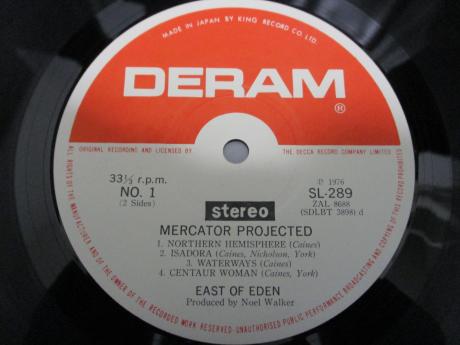 MADE IN JAPAN BY KING RECORD CO. LTD.
DERAM
®
ORIGINAL RECORDING AND LICENSED BY THE DECCA RECORD COMPANY LIMITED
33⅓ r.p.m.
NO. 1
(2 Sides)
℗ 1976
SL-289
ZAL 8688
(SDLBT 3898) d
stereo
MERCATOR PROJECTED
1. NORTHERN HEMISPHERE (Caines)
2. ISADORA (Caines, Nicholson, York)
3. WATERWAYS (Caines)
4. CENTAUR WOMAN (Caines, York)
EAST OF EDEN
Produced by Noel Walker
ALL RIGHTS OF THE MANUFACTURER AND OF THE OWNER OF THE RECORDED WORK RESERVED·UNAUTHORISED PUBLIC PERFORMANCE BROADCASTING AND COPYING OF THIS RECORD PROHIBITED